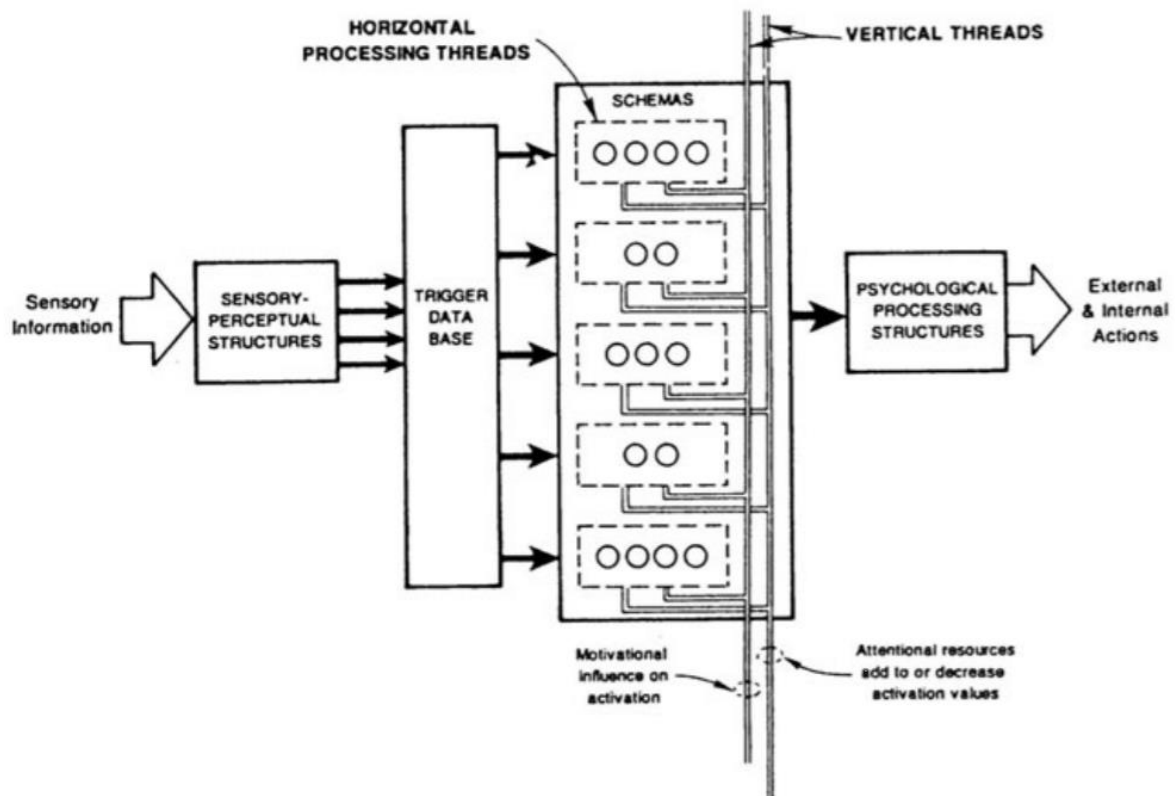 HORIZONTAL
PROCESSING THREADS
VERTICAL THREADS
SCHEMAS
Sensory
Information
SENSORY-
PERCEPTUAL
STRUCTURES
TRIGGER
DATA
BASE
PSYCHOLOGICAL
PROCESSING
STRUCTURES
External
& Internal
Actions
Motivational
influence on
activation
Attentional resources
add to or decrease
activation values